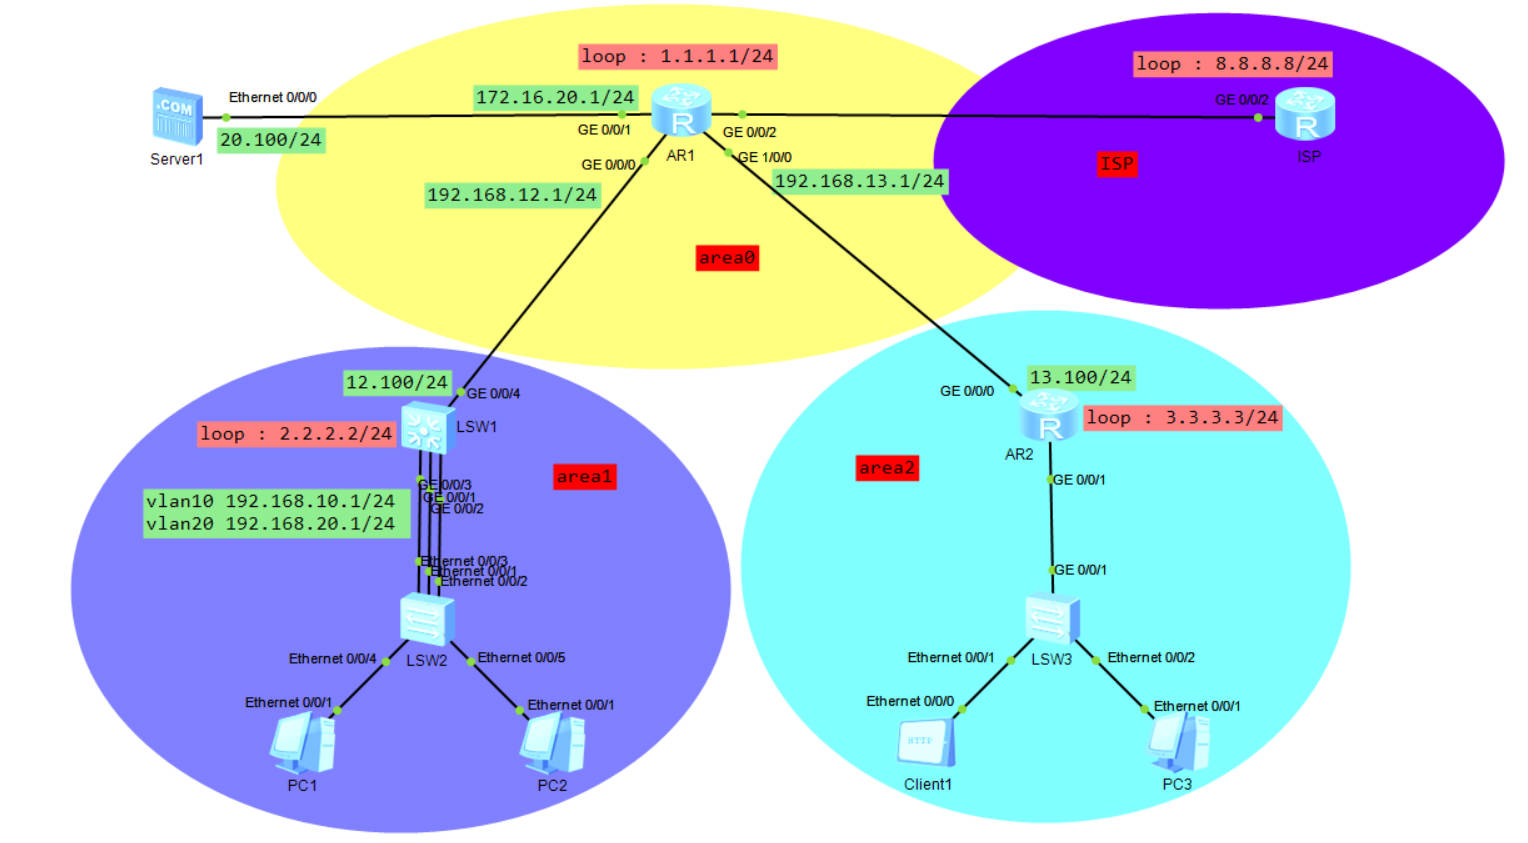 loop : 1.1.1.1/24
loop : 8.8.8.8/24
Ethernet 0/0/0
172.16.20.1/24
GE 0/0/2
.COM
R
R
20.100/24
GE 0/0/1
GE 0/0/2
Server1
AR1
ISP
GE 0/0/0
GE 1/0/0
ISP
192.168.12.1/24
192.168.13.1/24
area0
12.100/24
GE 0/0/4
GE 0/0/0
13.100/24
loop : 2.2.2.2/24
LSW1
R
loop : 3.3.3.3/24
AR2
area1
area2
vlan10 192.168.10.1/24
vlan20 192.168.20.1/24
GE 0/0/3
GE 0/0/1
GE 0/0/2
GE 0/0/1
Ethernet 0/0/3
Ethernet 0/0/1
Ethernet 0/0/2
GE 0/0/1
Ethernet 0/0/4
LSW2
Ethernet 0/0/5
Ethernet 0/0/1
LSW3
Ethernet 0/0/2
Ethernet 0/0/1
Ethernet 0/0/1
Ethernet 0/0/0
Ethernet 0/0/1
HTTP
PC1
PC2
Client1
PC3